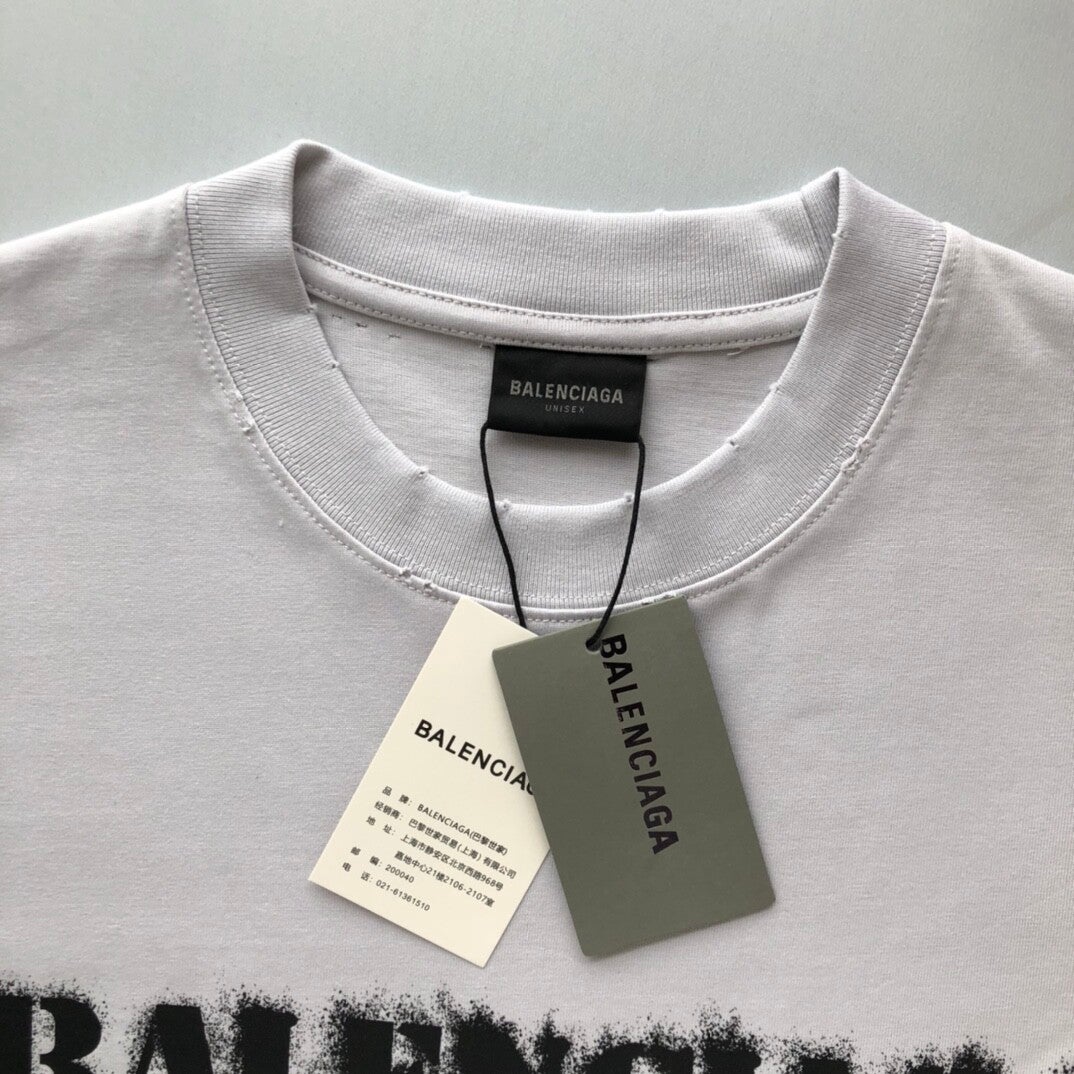 BALENCIAGA
UNISEX
BALENCIAG
品 牌: BALENCIAGA(巴黎世家)
经销商: 巴黎世家贸易(上海)有限公司
地 址: 上海市静安区北京西路968号
嘉地中心21樓2106-2107室
邮 编: 200040
电 话: 021-61361510
BALENCIAGA
BALENCIAG